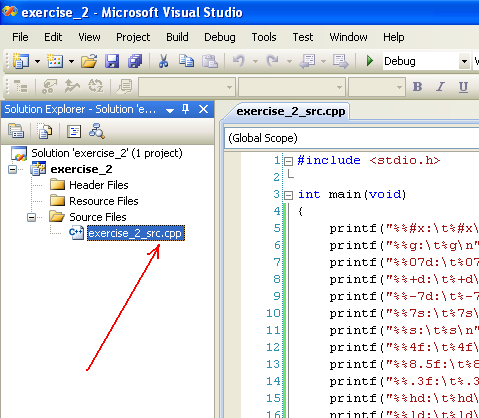 exercise_2 - Microsoft Visual Studio
File Edit View Project Build Debug Tools Test Window Help
Debug
B I U
Solution Explorer - Solution 'e...
exercise_2_src.cpp
(Global Scope)
Solution 'exercise_2' (1 project)
exercise_2
Header Files
Resource Files
Source Files
exercise_2_src.cpp
1 #include <stdio.h>
2
3 int main(void)
4 {
5 printf("%%#x:\t%#x\
6 printf("%%g:\t%g\n"
7 printf("%%07d:\t%07
8 printf("%%+d:\t%+d\
9 printf("%%-7d:\t%-7
10 printf("%%7s:\t%7s\
11 printf("%%s:\t%s\n"
12 printf("%%4f:\t%4f\
13 printf("%%8.5f:\t%8
14 printf("%%.3f:\t%.3
15 printf("%%hd:\t%hd\
16 printf("%%ld:\t%ld\